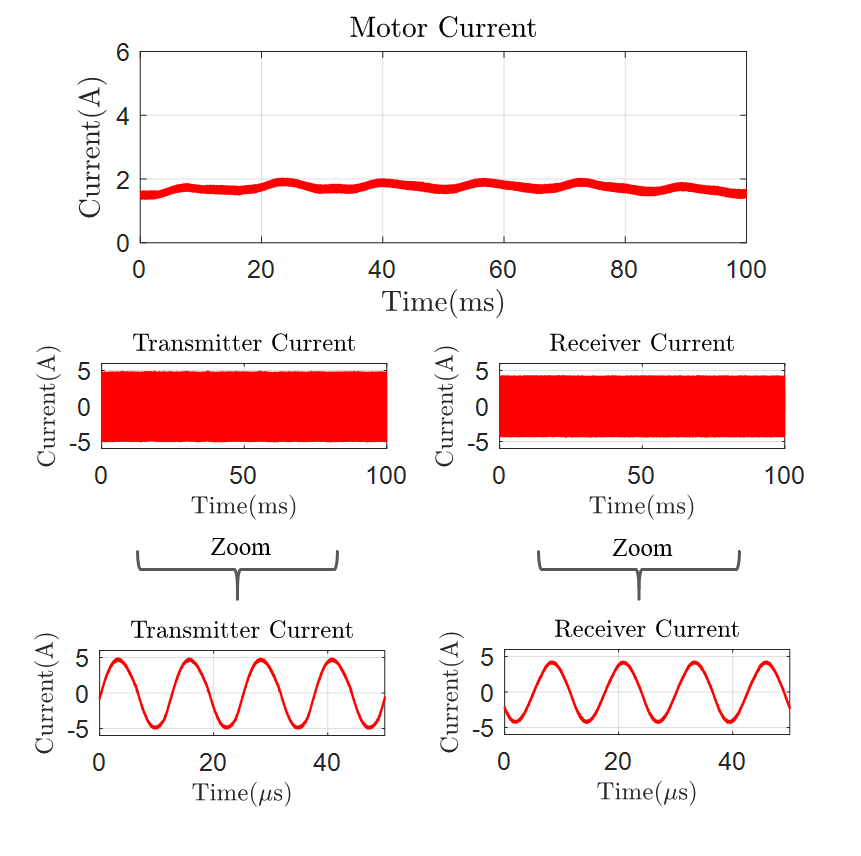 Motor Current
Current(A)
6
4
2
0
0 20 40 60 80 100
Time(ms)
Transmitter Current
Current(A)
5
0
-5
0 50 100
Time(ms)
Receiver Current
Current(A)
5
0
-5
0 50 100
Time(ms)
Zoom
Zoom
Transmitter Current
Current(A)
5
0
-5
0 20 40
Time(μs)
Receiver Current
Current(A)
5
0
-5
0 20 40
Time(μs)